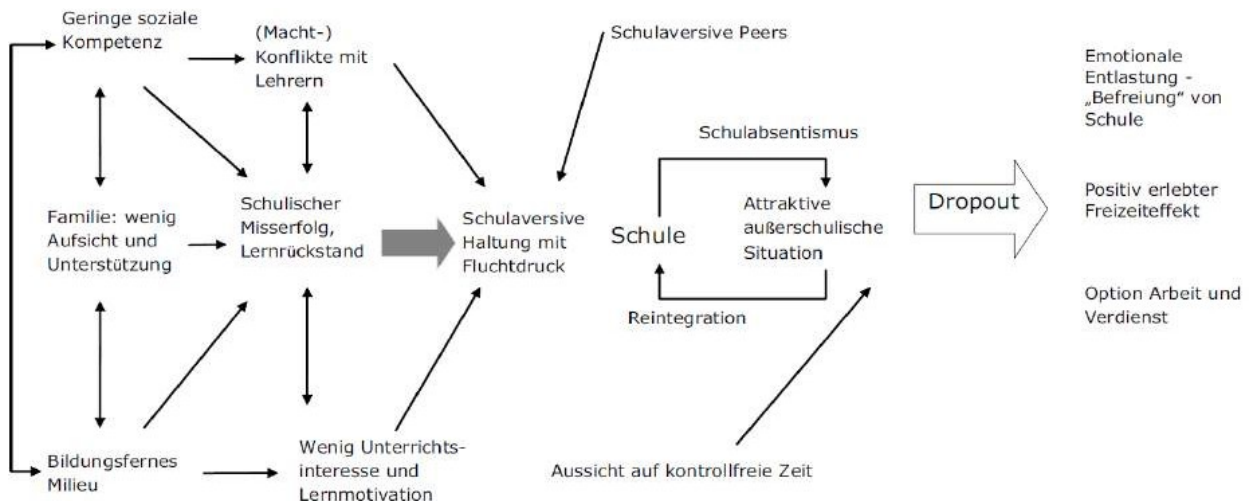 Geringe soziale
Kompetenz
(Macht-)
Konflikte mit
Lehrern
Schulaversive Peers
Emotionale
Entlastung -
„Befreiung“ von
Schule
Schulabsentismus
Familie: wenig
Aufsicht und
Unterstützung
Schulischer
Misserfolg,
Lernrückstand
Schulaversive
Haltung mit
Fluchtdruck
Schule
Attraktive
außerschulische
Situation
Dropout
Positiv erlebter
Freizeiteffekt
Reintegration
Option Arbeit und
Verdienst
Bildungsfernes
Milieu
Wenig Unterrichts-
interesse und
Lernmotivation
Aussicht auf kontrollfreie Zeit